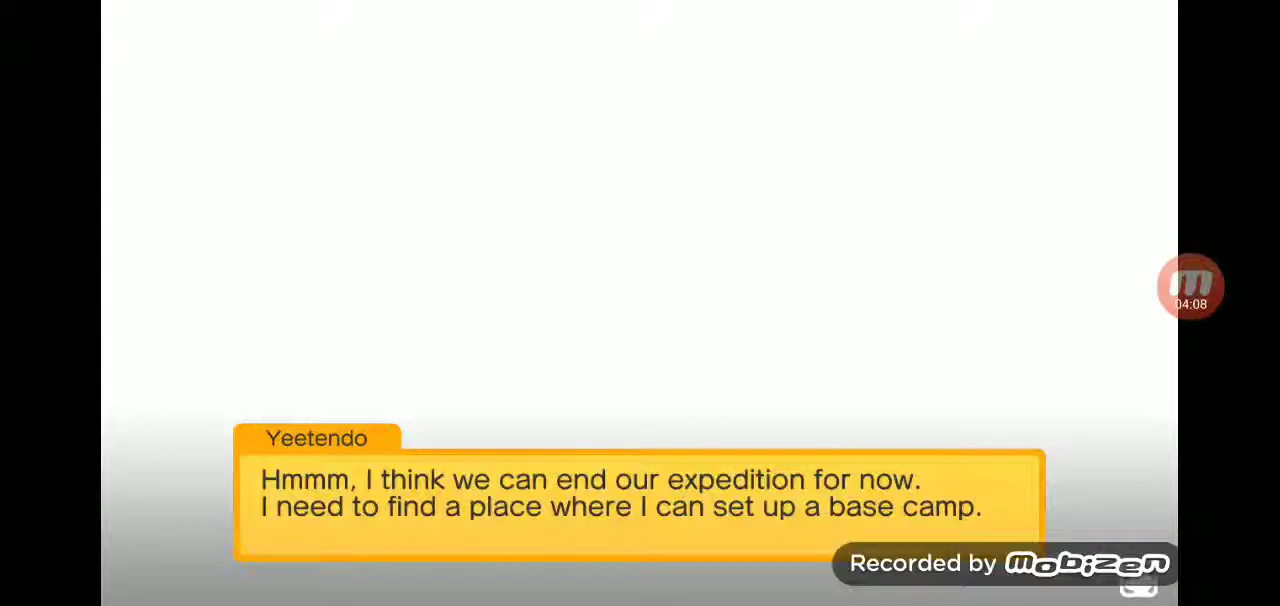 Yeetendo
Hmmm, I think we can end our expedition for now.
I need to find a place where I can set up a base camp.
04:08
Recorded by mobizen